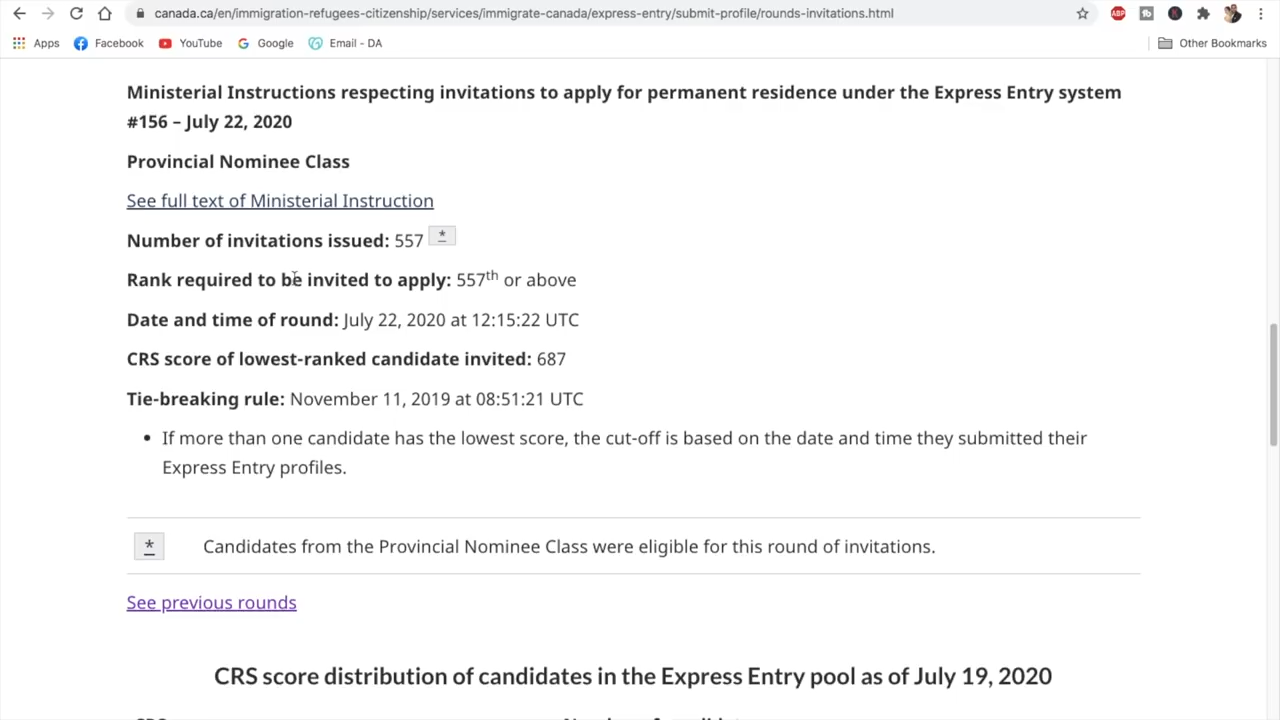 canada.ca/en/immigration-refugees-citizenship/services/immigrate-canada/express-entry/submit-profile/rounds-invitations.html
ABP
Apps Facebook YouTube Google Email - DA Other Bookmarks
Ministerial Instructions respecting invitations to apply for permanent residence under the Express Entry system
#156 – July 22, 2020
Provincial Nominee Class
See full text of Ministerial Instruction
Number of invitations issued: 557 *
Rank required to be invited to apply: 557th or above
Date and time of round: July 22, 2020 at 12:15:22 UTC
CRS score of lowest-ranked candidate invited: 687
Tie-breaking rule: November 11, 2019 at 08:51:21 UTC
• If more than one candidate has the lowest score, the cut-off is based on the date and time they submitted their
Express Entry profiles.
* Candidates from the Provincial Nominee Class were eligible for this round of invitations.
See previous rounds
CRS score distribution of candidates in the Express Entry pool as of July 19, 2020